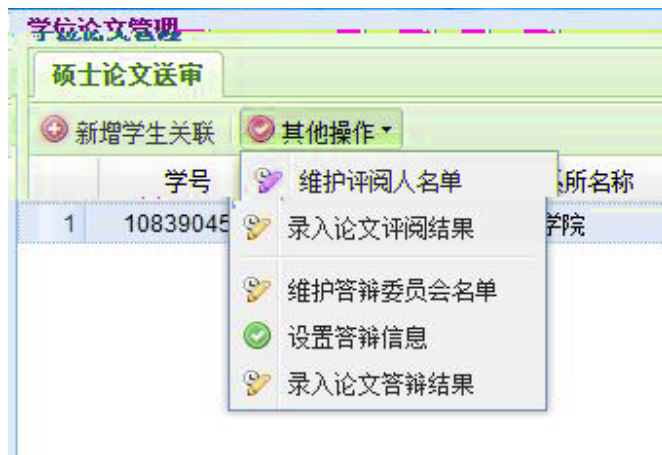 学位论文管理
硕士论文送审
新增学生关联 其他操作
学号 系所名称
维护评阅人名单
1 10839045 学院
录入论文评阅结果
维护答辩委员会名单
设置答辩信息
录入论文答辩结果